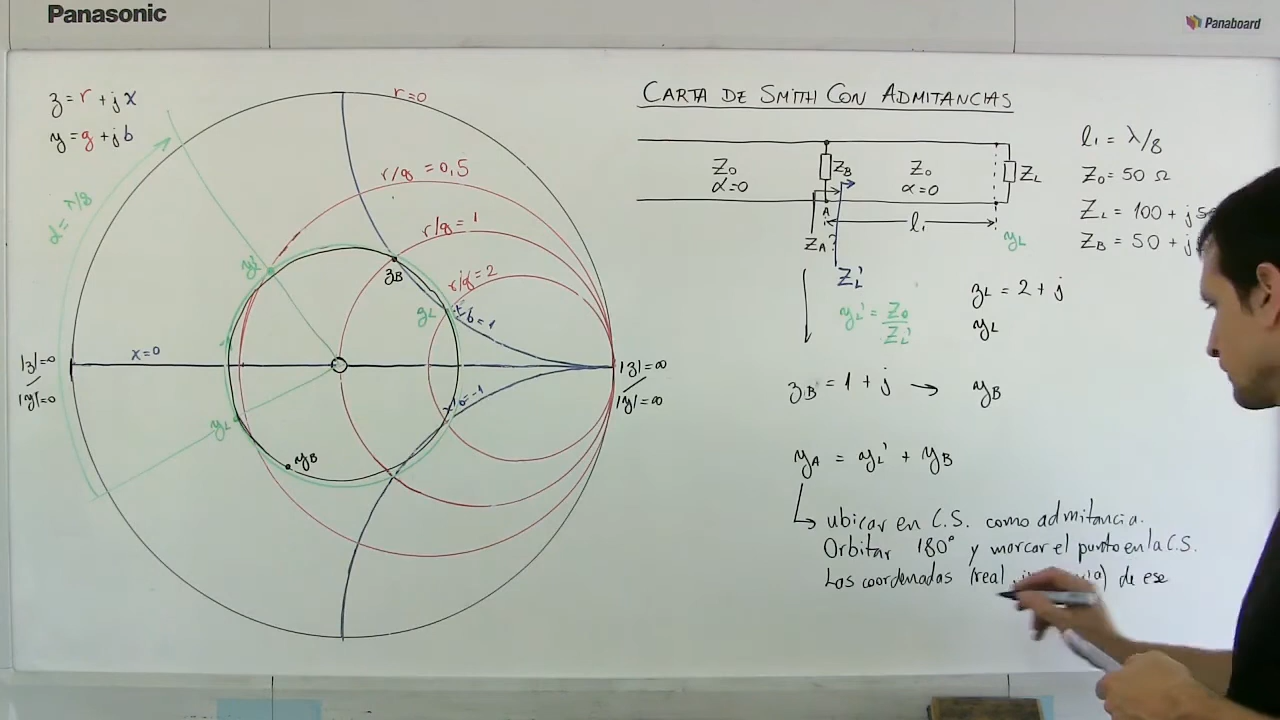 Panasonic
Panaboard
z = r + jx
y = g + jb
r=0
r/g = 0,5
r/g = 1
r/g = 2
d = λ/8
yL'
zB
x/b=1
x=0
|z|=0
|y|=0
|z|=∞
|y|=∞
yL
yB
CARTA DE SMITH CON ADMITANCIAS
Z0
α=0
ZB
Z0
α=0
ZL
A
l1
ZA?
ZL'
yL
l1 = λ/8
Z0 = 50 Ω
ZL = 100 + j
ZB = 50 + j
yL' = Z0/ZL'
zL = 2 + j
yL
zB = 1 + j → yB
yA = yL' + yB
ubicar en C.S. como admitancia.
Orbitar 180° y marcar el punto en la C.S.
Las coordenadas (real, de ese